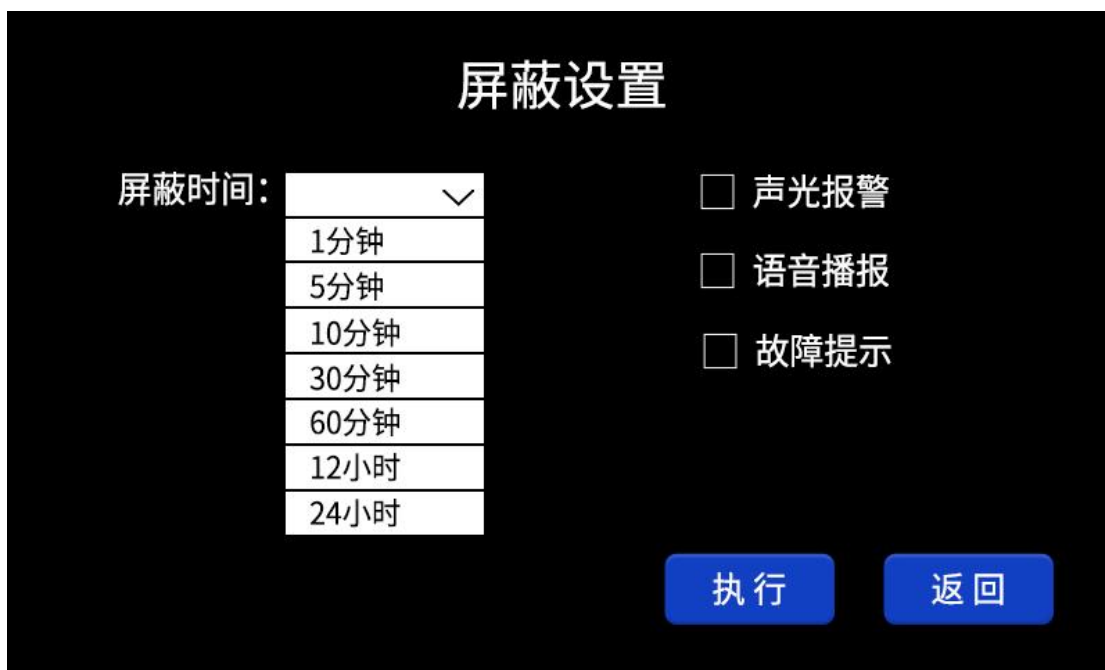 屏蔽设置
屏蔽时间：
1分钟
5分钟
10分钟
30分钟
60分钟
12小时
24小时
声光报警
语音播报
故障提示
执行
返回